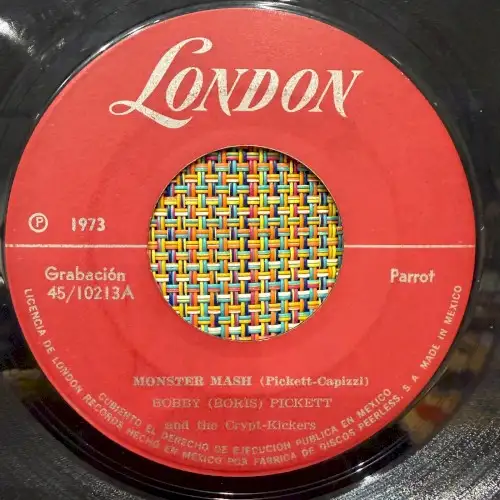 LONDON
℗ 1973
Grabación
45/10213A
Parrot
MONSTER MASH (Pickett-Capizzi)
BOBBY (BORIS) PICKETT
and the Crypt-Kickers
LICENCIA DE LONDON RECORDS HECHO EN MEXICO POR FABRICA DE DISCOS PEERLESS, S. A. MADE IN MEXICO
CUBIERTO EL DERECHO DE EJECUCION PUBLICA EN MEXICO